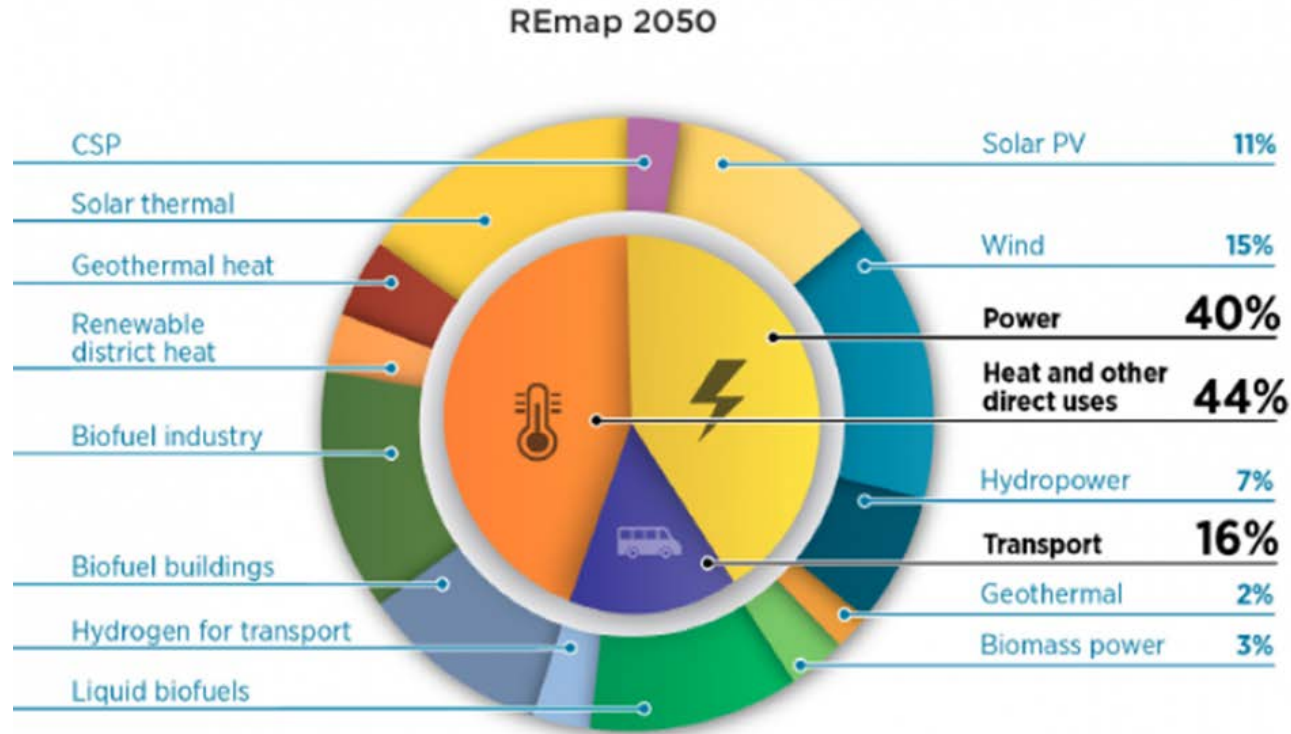 REmap 2050
CSP
Solar thermal
Geothermal heat
Renewable
district heat
Biofuel industry
Biofuel buildings
Hydrogen for transport
Liquid biofuels
Solar PV 11%
Wind 15%
Power 40%
Heat and other
direct uses 44%
Hydropower 7%
Transport 16%
Geothermal 2%
Biomass power 3%